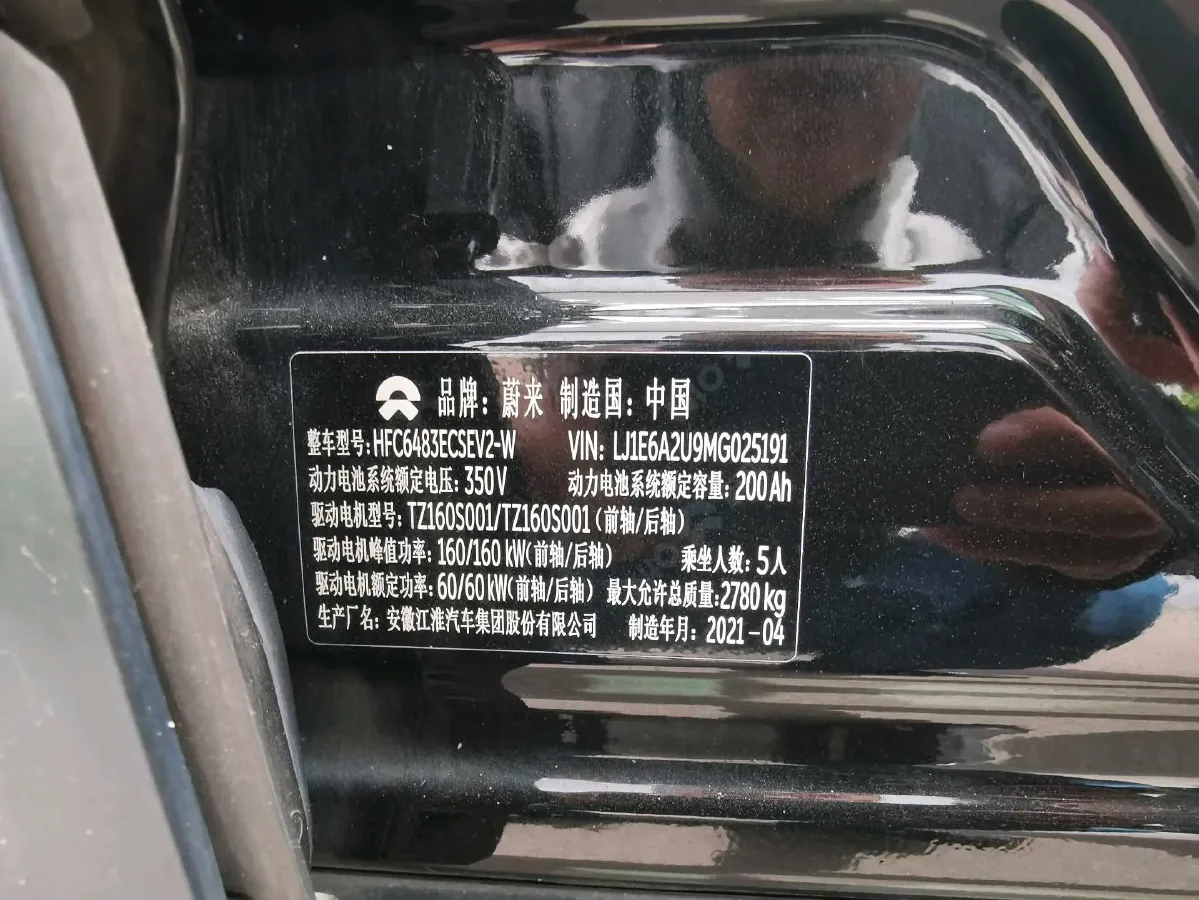 品牌：蔚来 制造国：中国
整车型号：HFC6483ECSEV2-W VIN：LJ1E6A2U9MG025191
动力电池系统额定电压：350V 动力电池系统额定容量：200Ah
驱动电机型号：TZ160S001/TZ160S001（前轴/后轴）
驱动电机峰值功率：160/160kW（前轴/后轴） 乘坐人数：5人
驱动电机额定功率：60/60kW（前轴/后轴） 最大允许总质量：2780kg
生产厂名：安徽江淮汽车集团股份有限公司 制造年月：2021-04